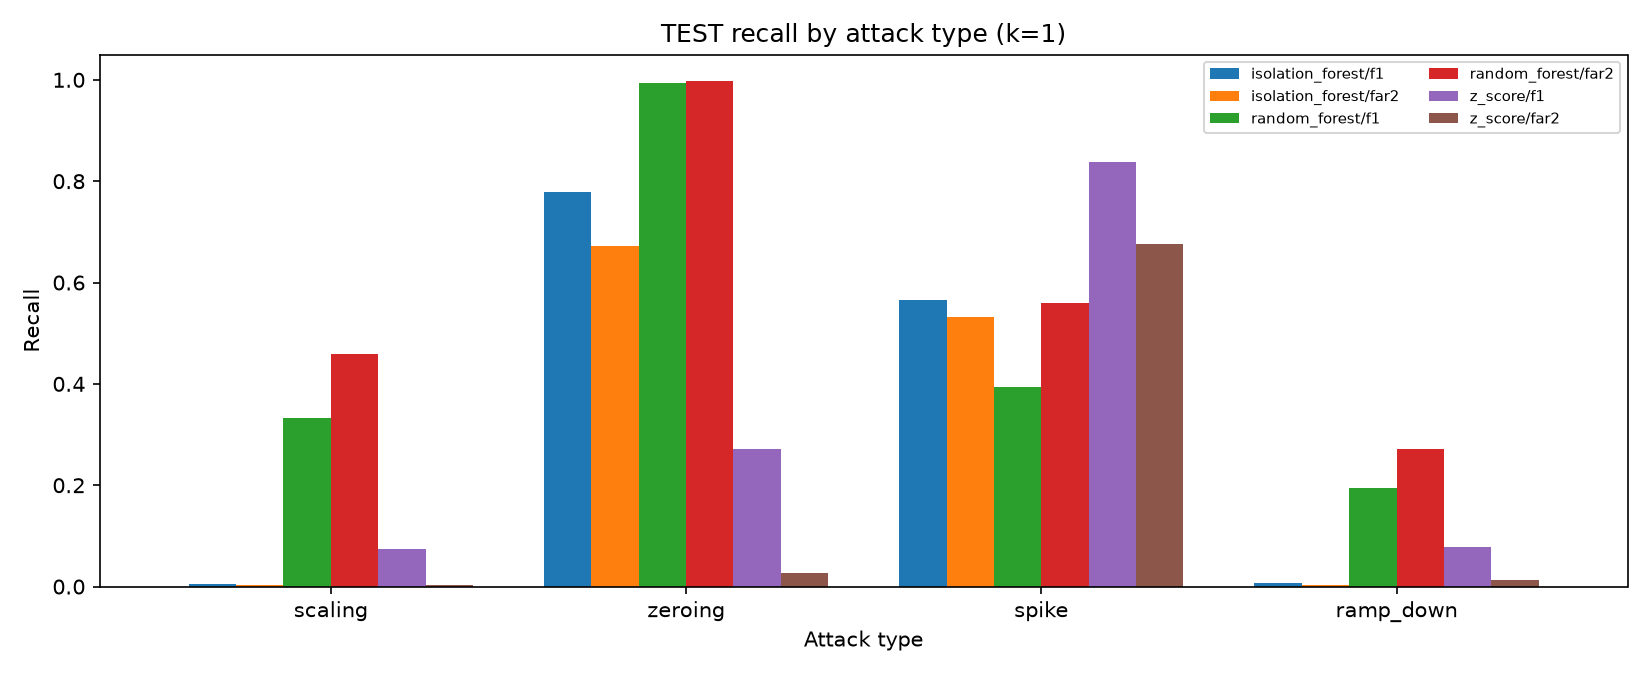 TEST recall by attack type (k=1)
isolation_forest/f1
isolation_forest/far2
random_forest/f1
random_forest/far2
z_score/f1
z_score/far2
Recall
1.0
0.8
0.6
0.4
0.2
0.0
scaling
zeroing
spike
ramp_down
Attack type